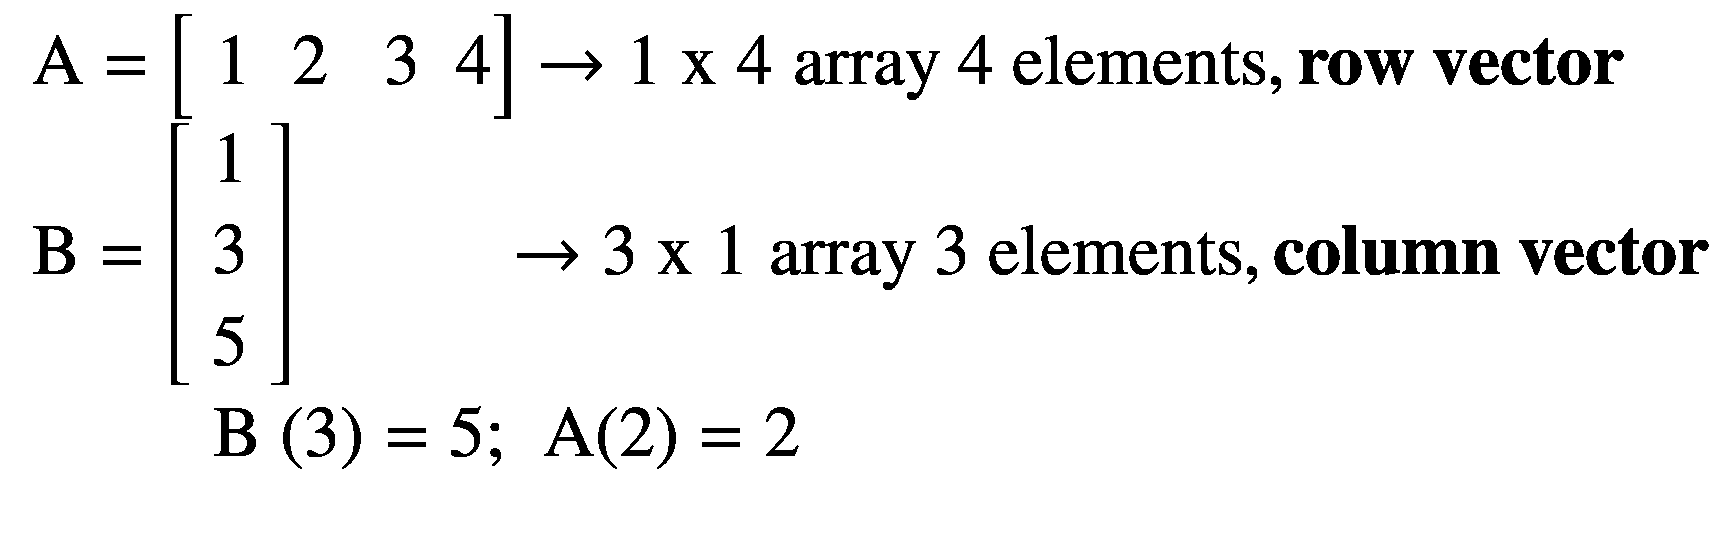 A = [ 1 2 3 4] → 1 x 4 array 4 elements, row vector
B = [ 1 3 5 ] → 3 x 1 array 3 elements, column vector
B (3) = 5; A(2) = 2